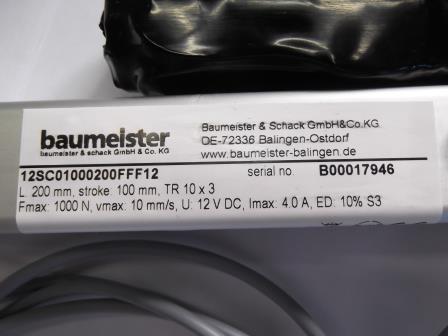 baumeister
baumeister & schack GmbH & Co. KG
Baumeister & Schack GmbH&Co.KG
DE-72336 Balingen-Ostdorf
www.baumeister-balingen.de
12SC01000200FFF12 serial no. B00017946
L 200 mm, stroke 100 mm, TR 10 x 3
Fmax: 1000 N, vmax: 10 mm/s, U: 12 V DC, Imax: 4.0 A, ED: 10% S3